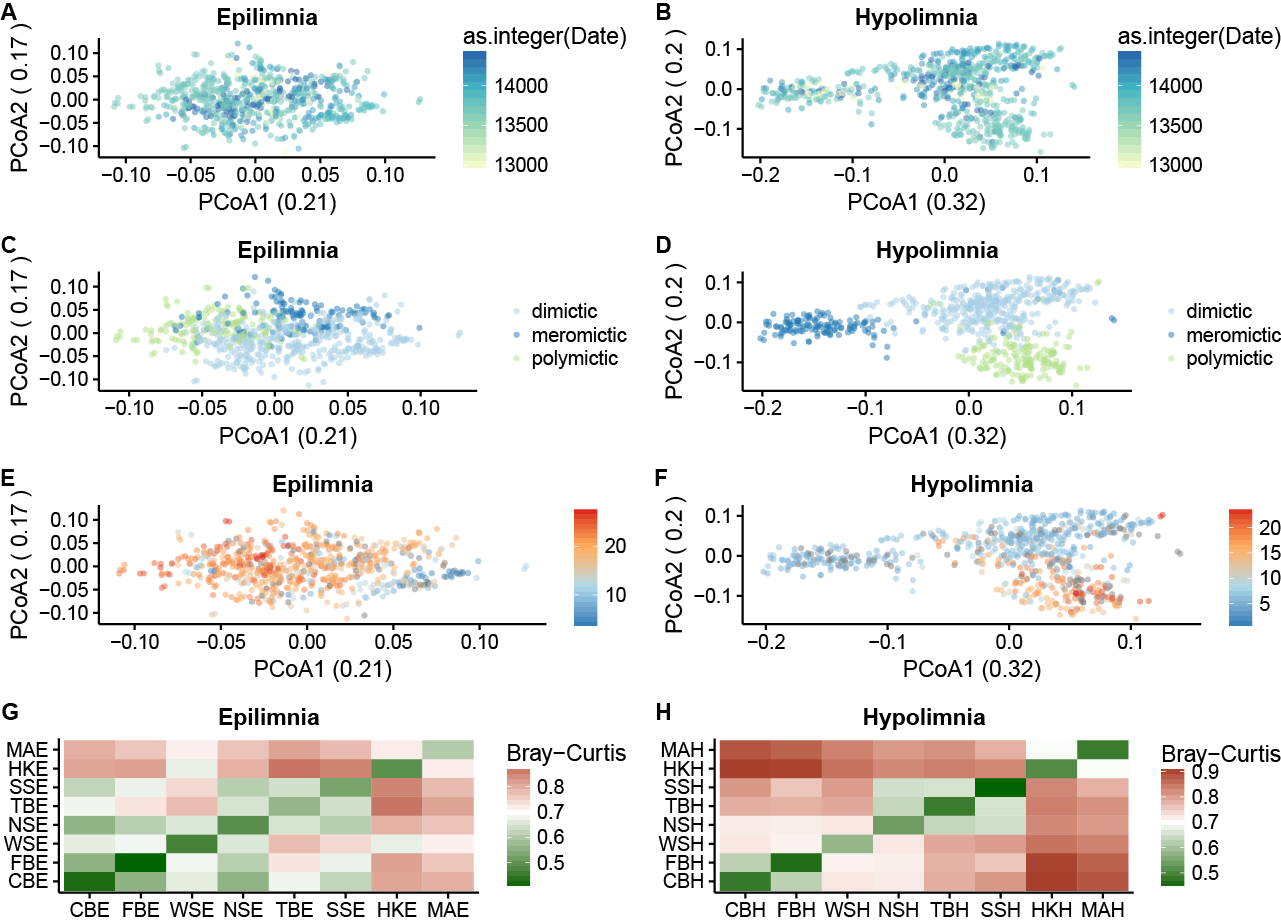 A
Epilimnia
PCoA2 ( 0.17 )
0.10
0.05
0.00
−0.05
−0.10
−0.10 −0.05 0.00 0.05 0.10
PCoA1 (0.21)
as.integer(Date)
14000
13500
13000
B
Hypolimnia
PCoA2 ( 0.2 )
0.1
0.0
−0.1
−0.2 −0.1 0.0 0.1
PCoA1 (0.32)
as.integer(Date)
14000
13500
13000
C
Epilimnia
PCoA2 ( 0.17 )
0.10
0.05
0.00
−0.05
−0.10
−0.10 −0.05 0.00 0.05 0.10
PCoA1 (0.21)
dimictic
meromictic
polymictic
D
Hypolimnia
PCoA2 ( 0.2 )
0.1
0.0
−0.1
−0.2 −0.1 0.0 0.1
PCoA1 (0.32)
dimictic
meromictic
polymictic
E
Epilimnia
PCoA2 ( 0.17 )
0.10
0.05
0.00
−0.05
−0.10
−0.10 −0.05 0.00 0.05 0.10
PCoA1 (0.21)
20
10
F
Hypolimnia
PCoA2 ( 0.2 )
0.1
0.0
−0.1
−0.2 −0.1 0.0 0.1
PCoA1 (0.32)
20
15
10
5
G
Epilimnia
MAE
HKE
SSE
TBE
NSE
WSE
FBE
CBE
CBE FBE WSE NSE TBE SSE HKE MAE
Bray−Curtis
0.8
0.7
0.6
0.5
H
Hypolimnia
MAH
HKH
SSH
TBH
NSH
WSH
FBH
CBH
CBH FBH WSH NSH TBH SSH HKH MAH
Bray−Curtis
0.9
0.8
0.7
0.6
0.5